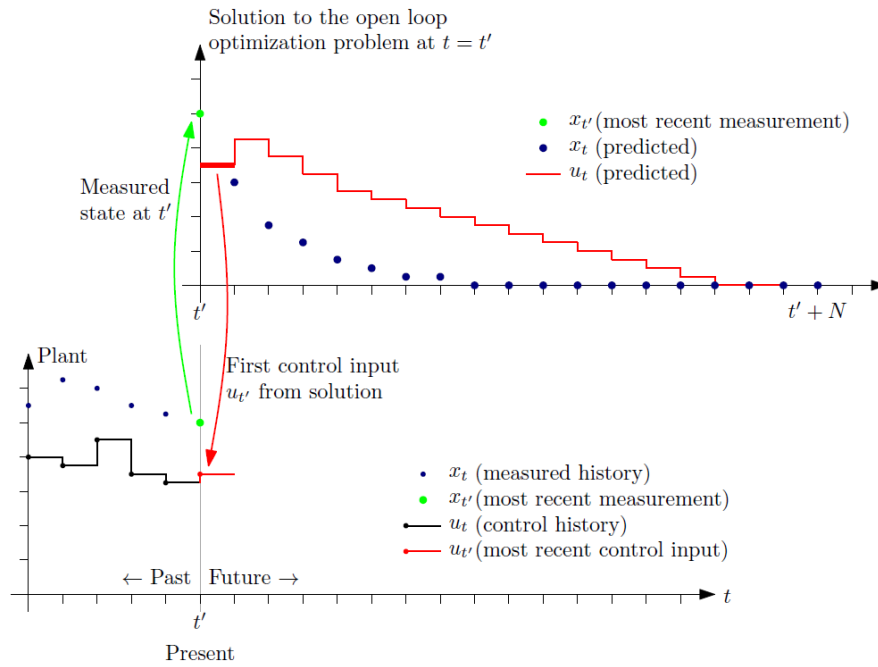 Solution to the open loop
optimization problem at t = t′
x_{t′}(most recent measurement)
x_t (predicted)
u_t (predicted)
Measured
state at t′
t′
t′ + N
Plant
First control input
u_{t′} from solution
x_t (measured history)
x_{t′}(most recent measurement)
u_t (control history)
u_{t′}(most recent control input)
← Past
Future →
t
t′
Present